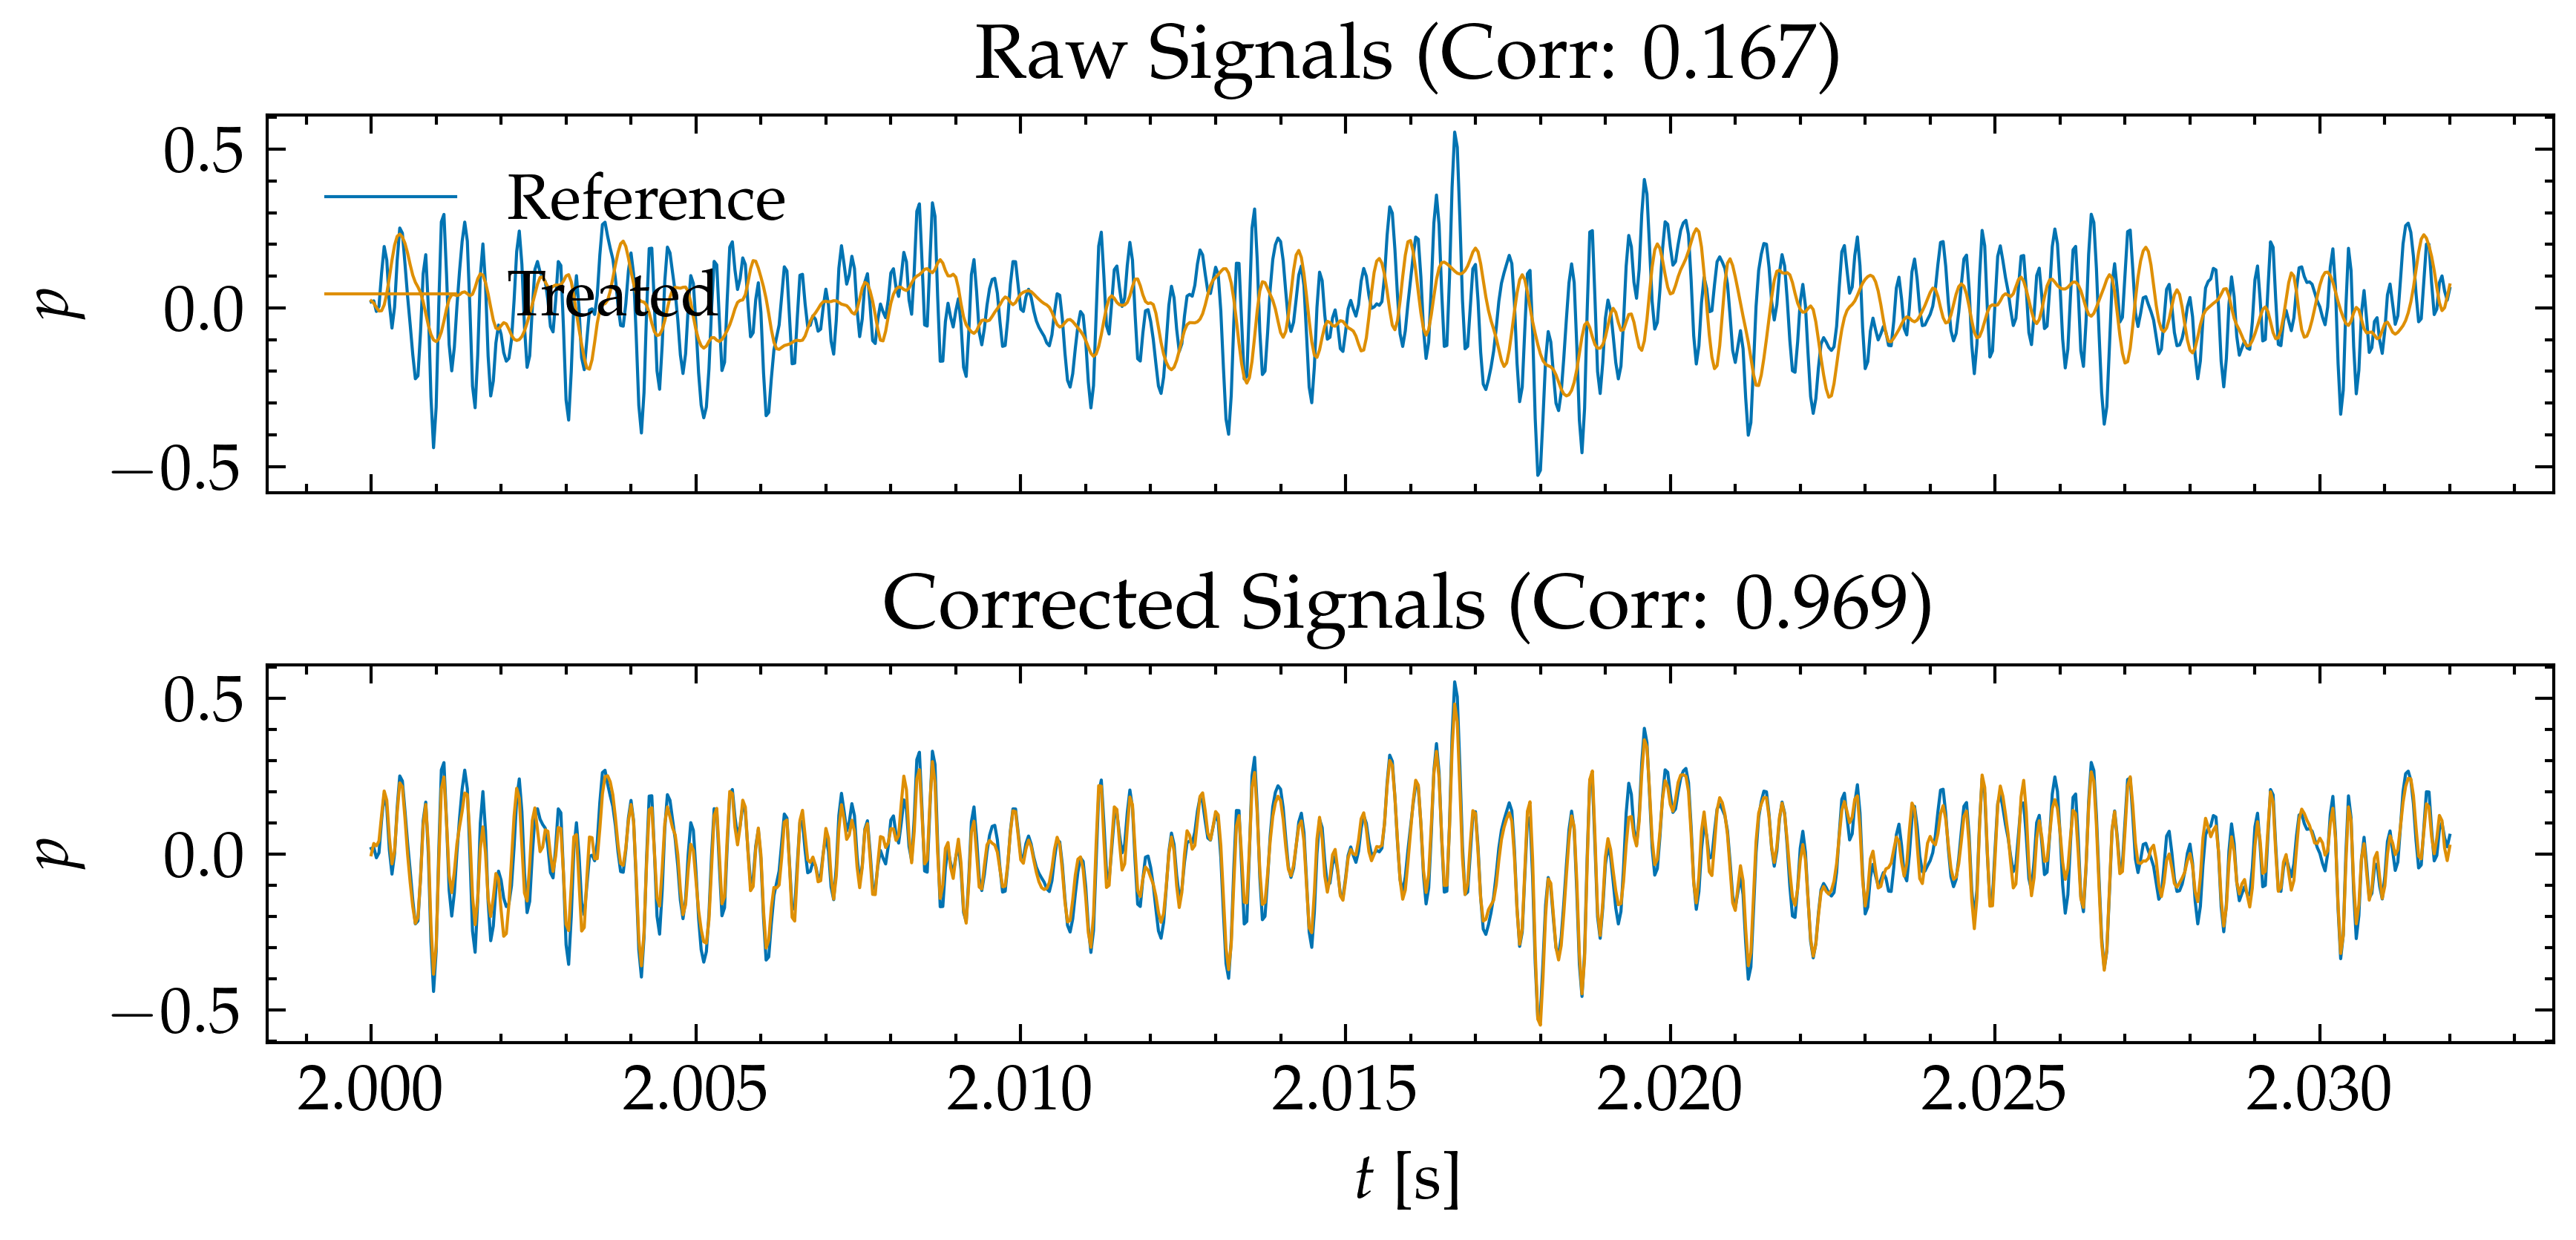 Raw Signals (Corr: 0.167)
0.5
0.0
−0.5
p
Reference
Treated
Corrected Signals (Corr: 0.969)
0.5
0.0
−0.5
p
2.000 2.005 2.010 2.015 2.020 2.025 2.030
t [s]